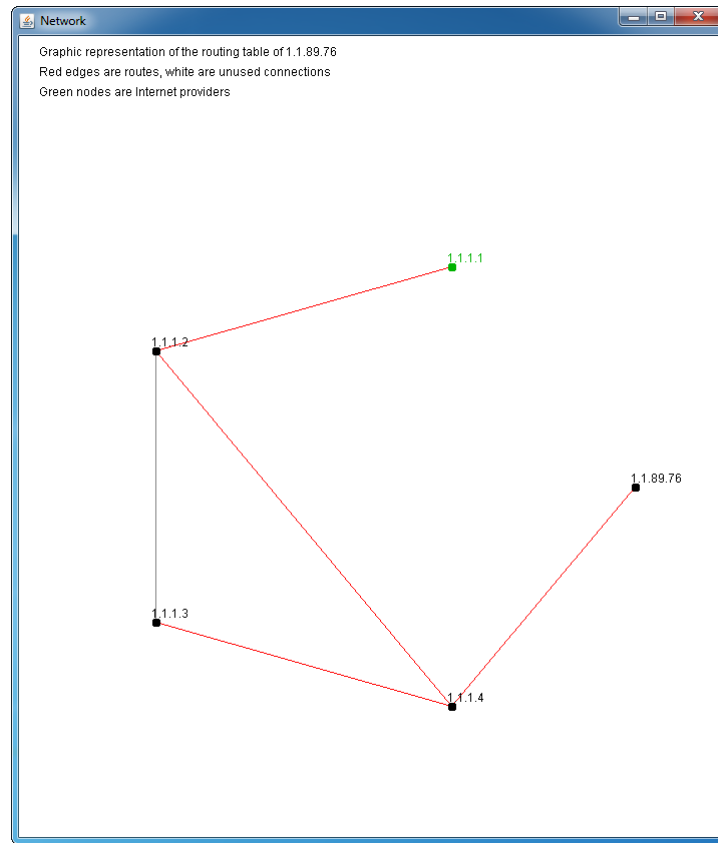 Network
Graphic representation of the routing table of 1.1.89.76
Red edges are routes, white are unused connections
Green nodes are Internet providers
1.1.1.1
1.1.1.2
1.1.89.76
1.1.1.3
1.1.1.4